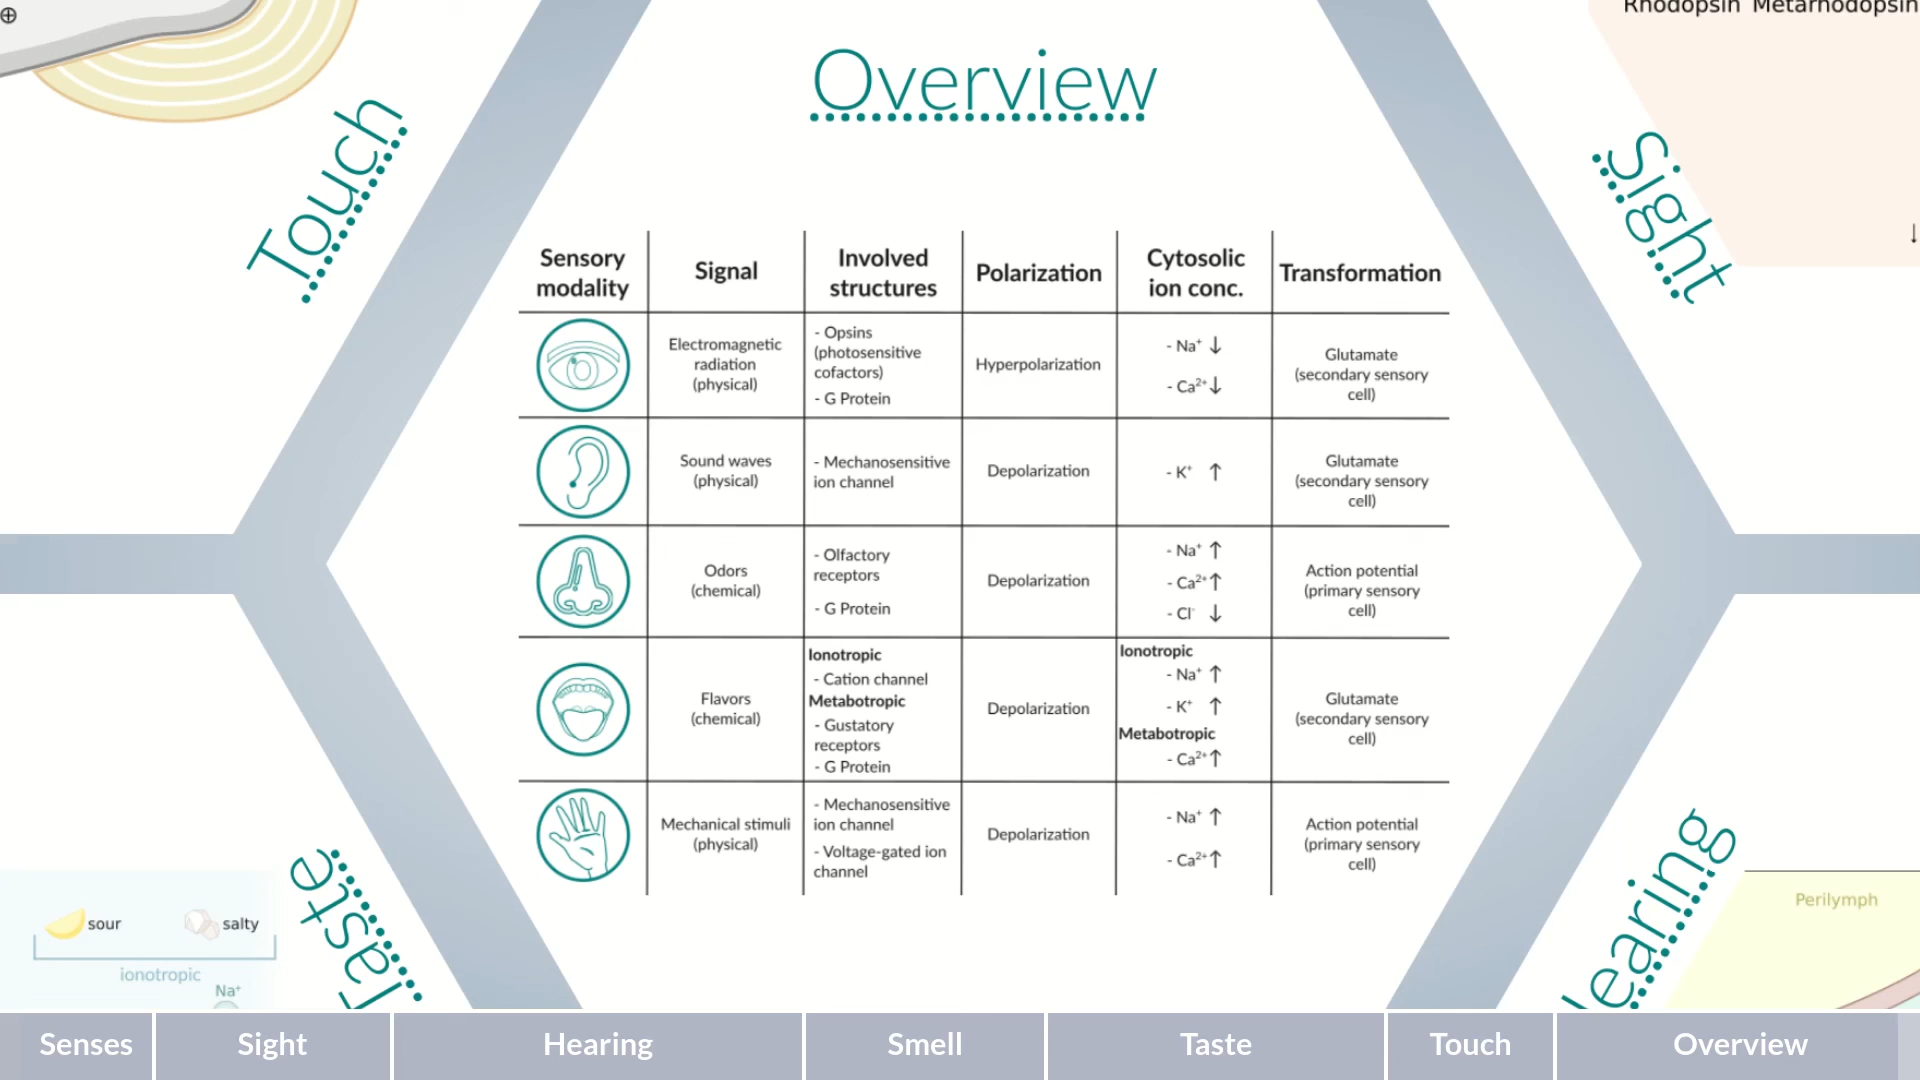 ⊕
Rhodopsin Metarhodopsin
Overview
Touch
Sight
↓
Sensory
modality
Signal
Involved
structures
Polarization
Cytosolic
ion conc.
Transformation
Electromagnetic
radiation
(physical)
- Opsins
(photosensitive
cofactors)
- G Protein
Hyperpolarization
- Na⁺ ↓
- Ca²⁺ ↓
Glutamate
(secondary sensory
cell)
Sound waves
(physical)
- Mechanosensitive
ion channel
Depolarization
- K⁺ ↑
Glutamate
(secondary sensory
cell)
Odors
(chemical)
- Olfactory
receptors
- G Protein
Depolarization
- Na⁺ ↑
- Ca²⁺ ↑
- Cl⁻ ↓
Action potential
(primary sensory
cell)
Flavors
(chemical)
Ionotropic
- Cation channel
Metabotropic
- Gustatory
receptors
- G Protein
Depolarization
Ionotropic
- Na⁺ ↑
- K⁺ ↑
Metabotropic
- Ca²⁺ ↑
Glutamate
(secondary sensory
cell)
Mechanical stimuli
(physical)
- Mechanosensitive
ion channel
- Voltage-gated ion
channel
Depolarization
- Na⁺ ↑
- Ca²⁺ ↑
Action potential
(primary sensory
cell)
Taste
sour
salty
ionotropic
Na⁺
earing
Perilymph
Senses
Sight
Hearing
Smell
Taste
Touch
Overview